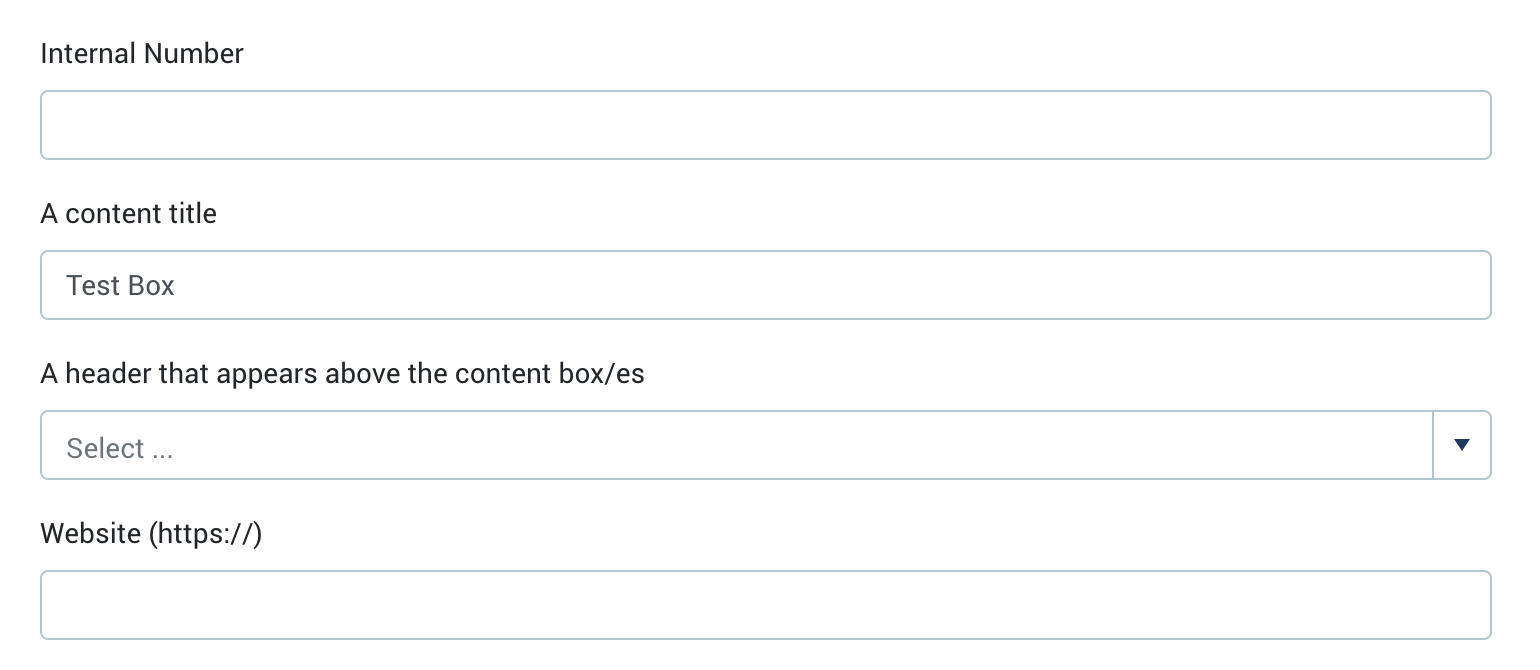 Internal Number
A content title
Test Box
A header that appears above the content box/es
Select ...
Website (https://)